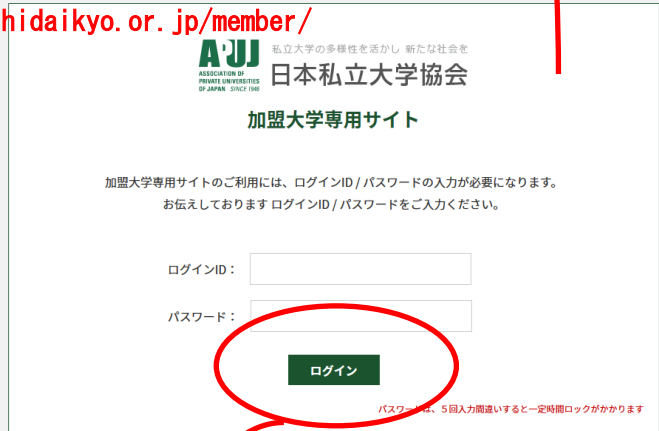 hidaikyo.or.jp/member/
APUJ
ASSOCIATION OF
PRIVATE UNIVERSITIES
OF JAPAN SINCE 1946
私立大学の多様性を活かし 新たな社会を
日本私立大学協会
加盟大学専用サイト
加盟大学専用サイトのご利用には、ログインID / パスワードの入力が必要になります。
お伝えしております ログインID / パスワードをご入力ください。
ログインID：
パスワード：
ログイン
パスワードは、５回入力間違いすると一定時間ロックがかかります